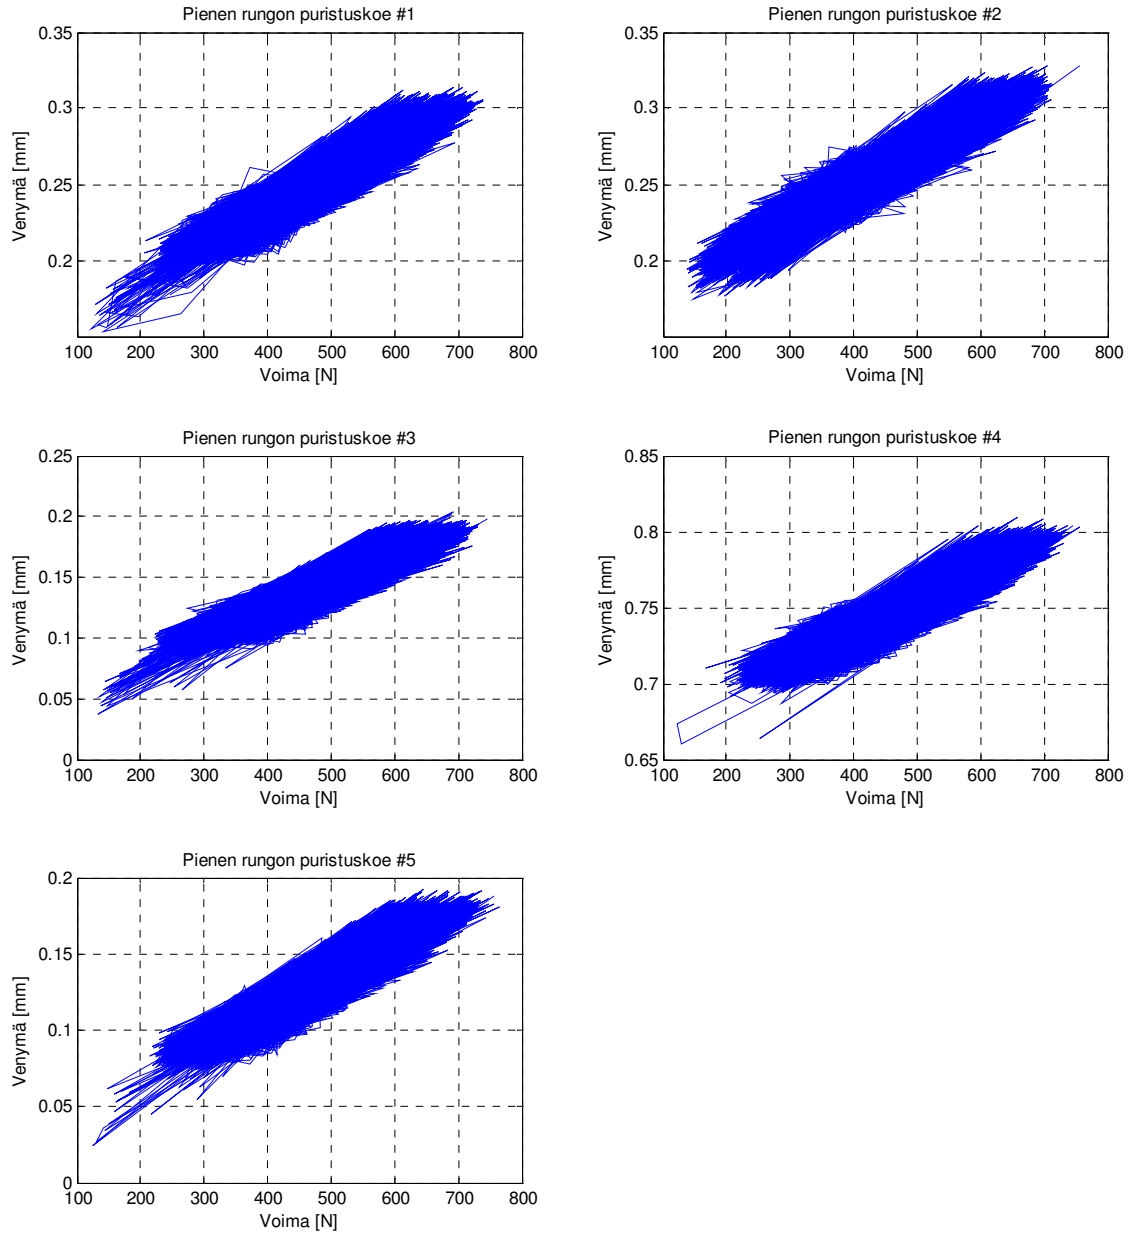 Pienen rungon puristuskoe #1
0.35
0.3
0.25
0.2
Venymä [mm]
100 200 300 400 500 600 700 800
Voima [N]
Pienen rungon puristuskoe #2
0.35
0.3
0.25
0.2
Venymä [mm]
100 200 300 400 500 600 700 800
Voima [N]
Pienen rungon puristuskoe #3
0.25
0.2
0.15
0.1
0.05
0
Venymä [mm]
100 200 300 400 500 600 700 800
Voima [N]
Pienen rungon puristuskoe #4
0.85
0.8
0.75
0.7
0.65
Venymä [mm]
100 200 300 400 500 600 700 800
Voima [N]
Pienen rungon puristuskoe #5
0.2
0.15
0.1
0.05
0
Venymä [mm]
100 200 300 400 500 600 700 800
Voima [N]